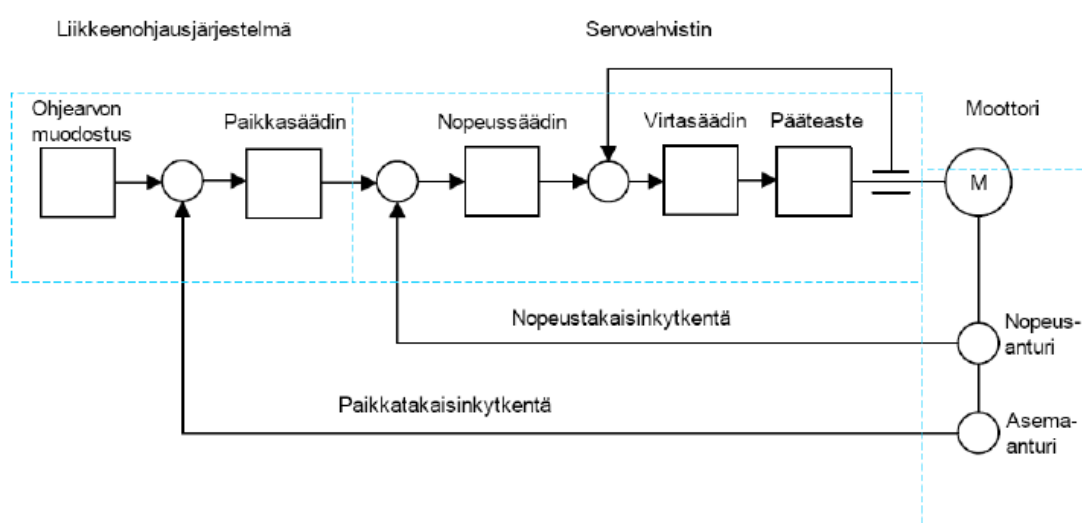 Liikkeenohjausjärjestelmä
Servovahvistin
Ohjearvon
muodostus
Paikkasäädin
Nopeussäädin
Virtasäädin
Pääteaste
Moottori
M
Nopeustakaisinkytkentä
Nopeus-
anturi
Paikkatakaisinkytkentä
Asema-
anturi